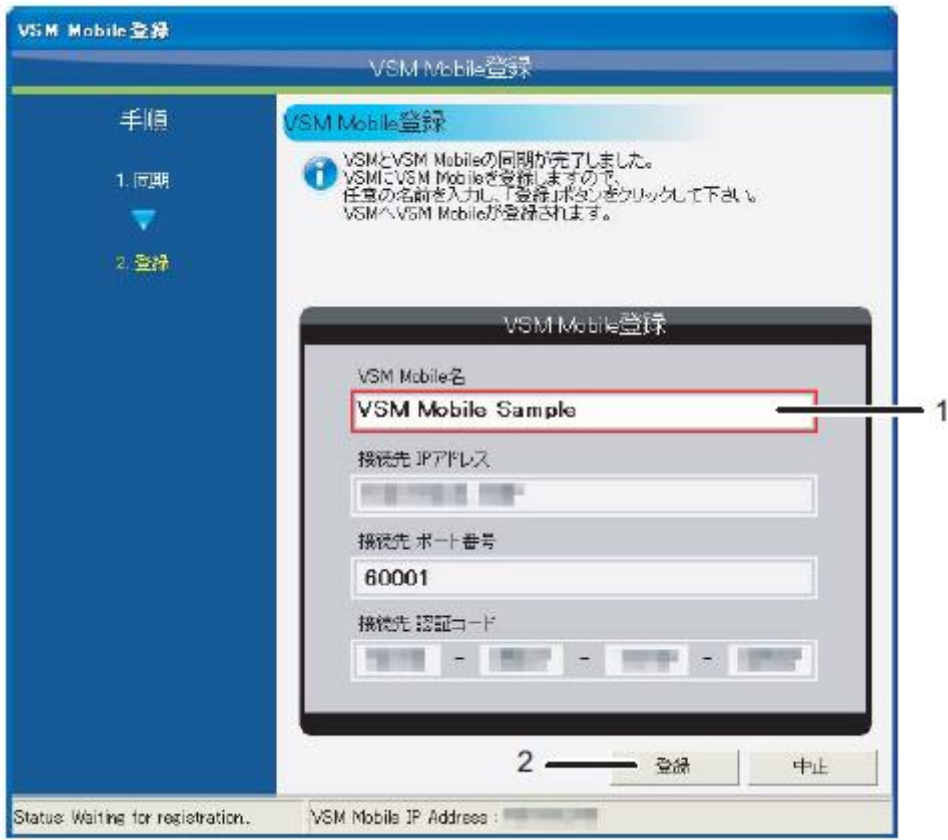 VSM Mobile登録
VSM Mobile登録
手順
1. 同期
2. 登録
VSM Mobile登録
VSMとVSM Mobileの同期が完了しました。
VSMにVSM Mobileを登録しますので、
任意の名前を入力し、「登録」ボタンをクリックして下さい。
VSMへVSM Mobileが登録されます。
VSM Mobile登録
VSM Mobile名
VSM Mobile Sample
1
接続先 IPアドレス
接続先 ポート番号
60001
接続先 認証コード
- - -
2
登録 中止
Status: Waiting for registration..
VSM Mobile IP Address :